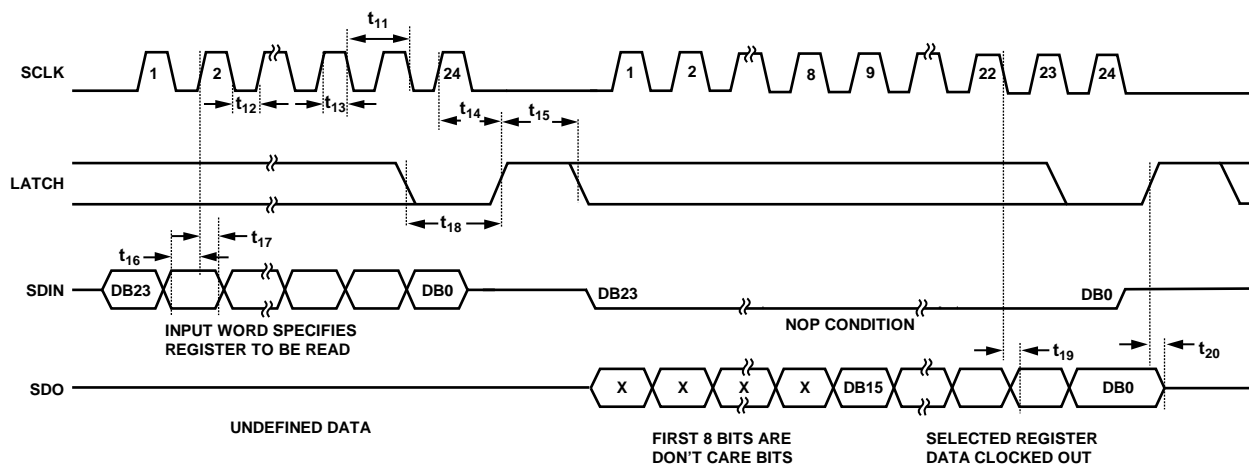 t11
SCLK
1
2
24
1
2
8
9
22
23
24
t12
t13
t14
t15
LATCH
t18
t16
t17
SDIN
DB23
DB0
DB23
DB0
INPUT WORD SPECIFIES
REGISTER TO BE READ
NOP CONDITION
t19
t20
SDO
X
X
X
X
DB15
DB0
UNDEFINED DATA
FIRST 8 BITS ARE
DON'T CARE BITS
SELECTED REGISTER
DATA CLOCKED OUT